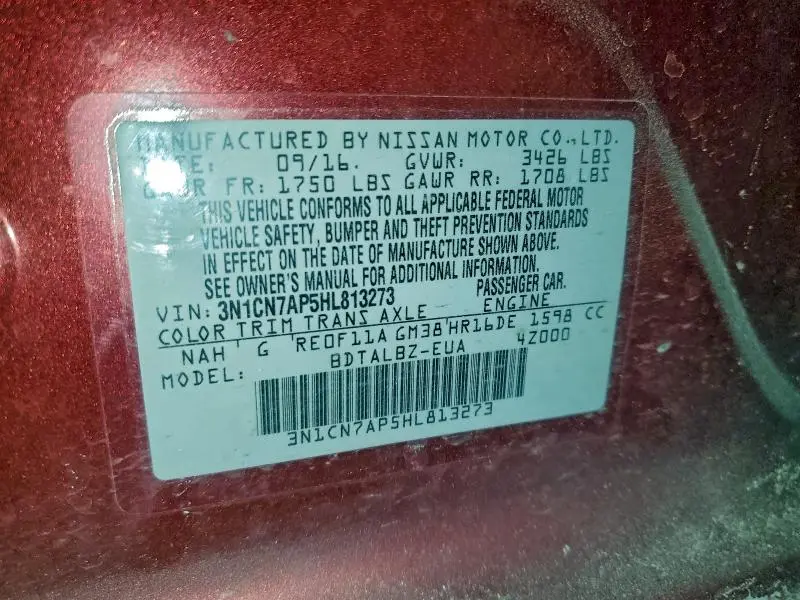 MANUFACTURED BY NISSAN MOTOR CO.,LTD.
DATE: 09/16. GVWR: 3426 LBS
GAWR FR: 1750 LBS GAWR RR: 1708 LBS
THIS VEHICLE CONFORMS TO ALL APPLICABLE FEDERAL MOTOR
VEHICLE SAFETY, BUMPER AND THEFT PREVENTION STANDARDS
IN EFFECT ON THE DATE OF MANUFACTURE SHOWN ABOVE.
SEE OWNER'S MANUAL FOR ADDITIONAL INFORMATION.
VIN: 3N1CN7AP5HL813273 PASSENGER CAR.
COLOR TRIM TRANS AXLE ENGINE
NAH ' G 'RE0F11A GM38'HR16DE 1598 CC
MODEL: BDTALBZ-EUA 4Z000
3N1CN7AP5HL813273